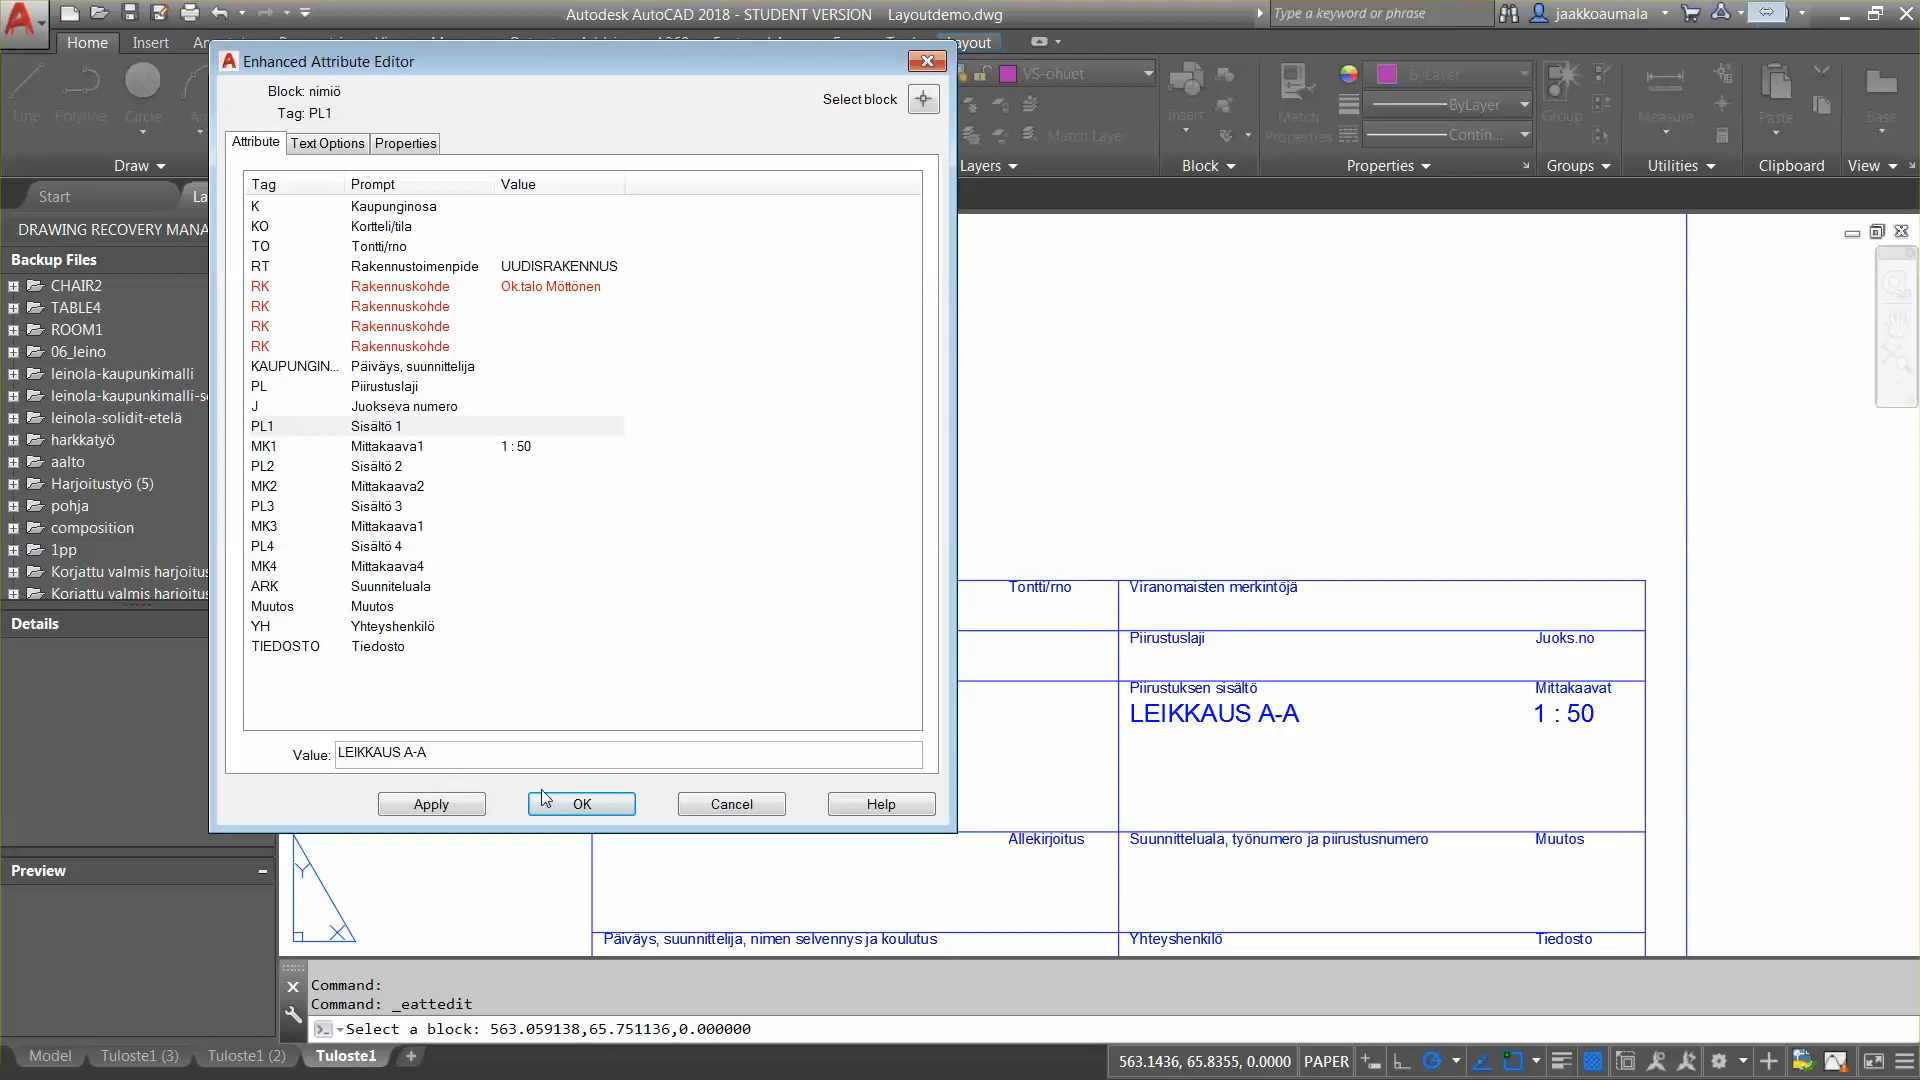 Autodesk AutoCAD 2018 - STUDENT VERSION Layoutdemo.dwg
Type a keyword or phrase
jaakkoaumala
Home Insert
Enhanced Attribute Editor
Block: nimiö
Tag: PL1
Select block
Attribute Text Options Properties
Tag Prompt Value
K Kaupunginosa
KO Kortteli/tila
TO Tontti/rno
RT Rakennustoimenpide UUDISRAKENNUS
RK Rakennuskohde Ok.talo Möttönen
RK Rakennuskohde
RK Rakennuskohde
RK Rakennuskohde
KAUPUNGIN... Päiväys, suunnittelija
PL Piirustuslaji
J Juokseva numero
PL1 Sisältö 1
MK1 Mittakaava1 1 : 50
PL2 Sisältö 2
MK2 Mittakaava2
PL3 Sisältö 3
MK3 Mittakaava1
PL4 Sisältö 4
MK4 Mittakaava4
ARK Suunniteluala
Muutos Muutos
YH Yhteyshenkilö
TIEDOSTO Tiedosto
Value: LEIKKAUS A-A
Apply OK Cancel Help
Line Polyline Circle
Draw
VS-ohuet
Match Layer
Layers
Insert
Block
Match
Properties
ByLayer
ByLayer
Contin...
Properties
Group
Groups
Measure
Utilities
Paste
Clipboard
Base
View
Start
DRAWING RECOVERY MANA
Backup Files
CHAIR2
TABLE4
ROOM1
06_leino
leinola-kaupunkimalli
leinola-kaupunkimalli-s
leinola-solidit-etelä
harkkatyö
aalto
Harjoitustyö (5)
pohja
composition
1pp
Korjattu valmis harjoitus
Korjattu valmis harjoitus
Details
Preview
Tontti/rno Viranomaisten merkintöjä
Piirustuslaji Juoks.no
Piirustuksen sisältö Mittakaavat
LEIKKAUS A-A 1 : 50
Allekirjoitus Suunnitteluala, työnumero ja piirustusnumero Muutos
Päiväys, suunnittelija, nimen selvennys ja koulutus Yhteyshenkilö Tiedosto
Y
X
Command:
Command: _eattedit
Select a block: 563.059138,65.751136,0.000000
Model Tuloste1 (3) Tuloste1 (2) Tuloste1 +
563.1436, 65.8355, 0.0000 PAPER